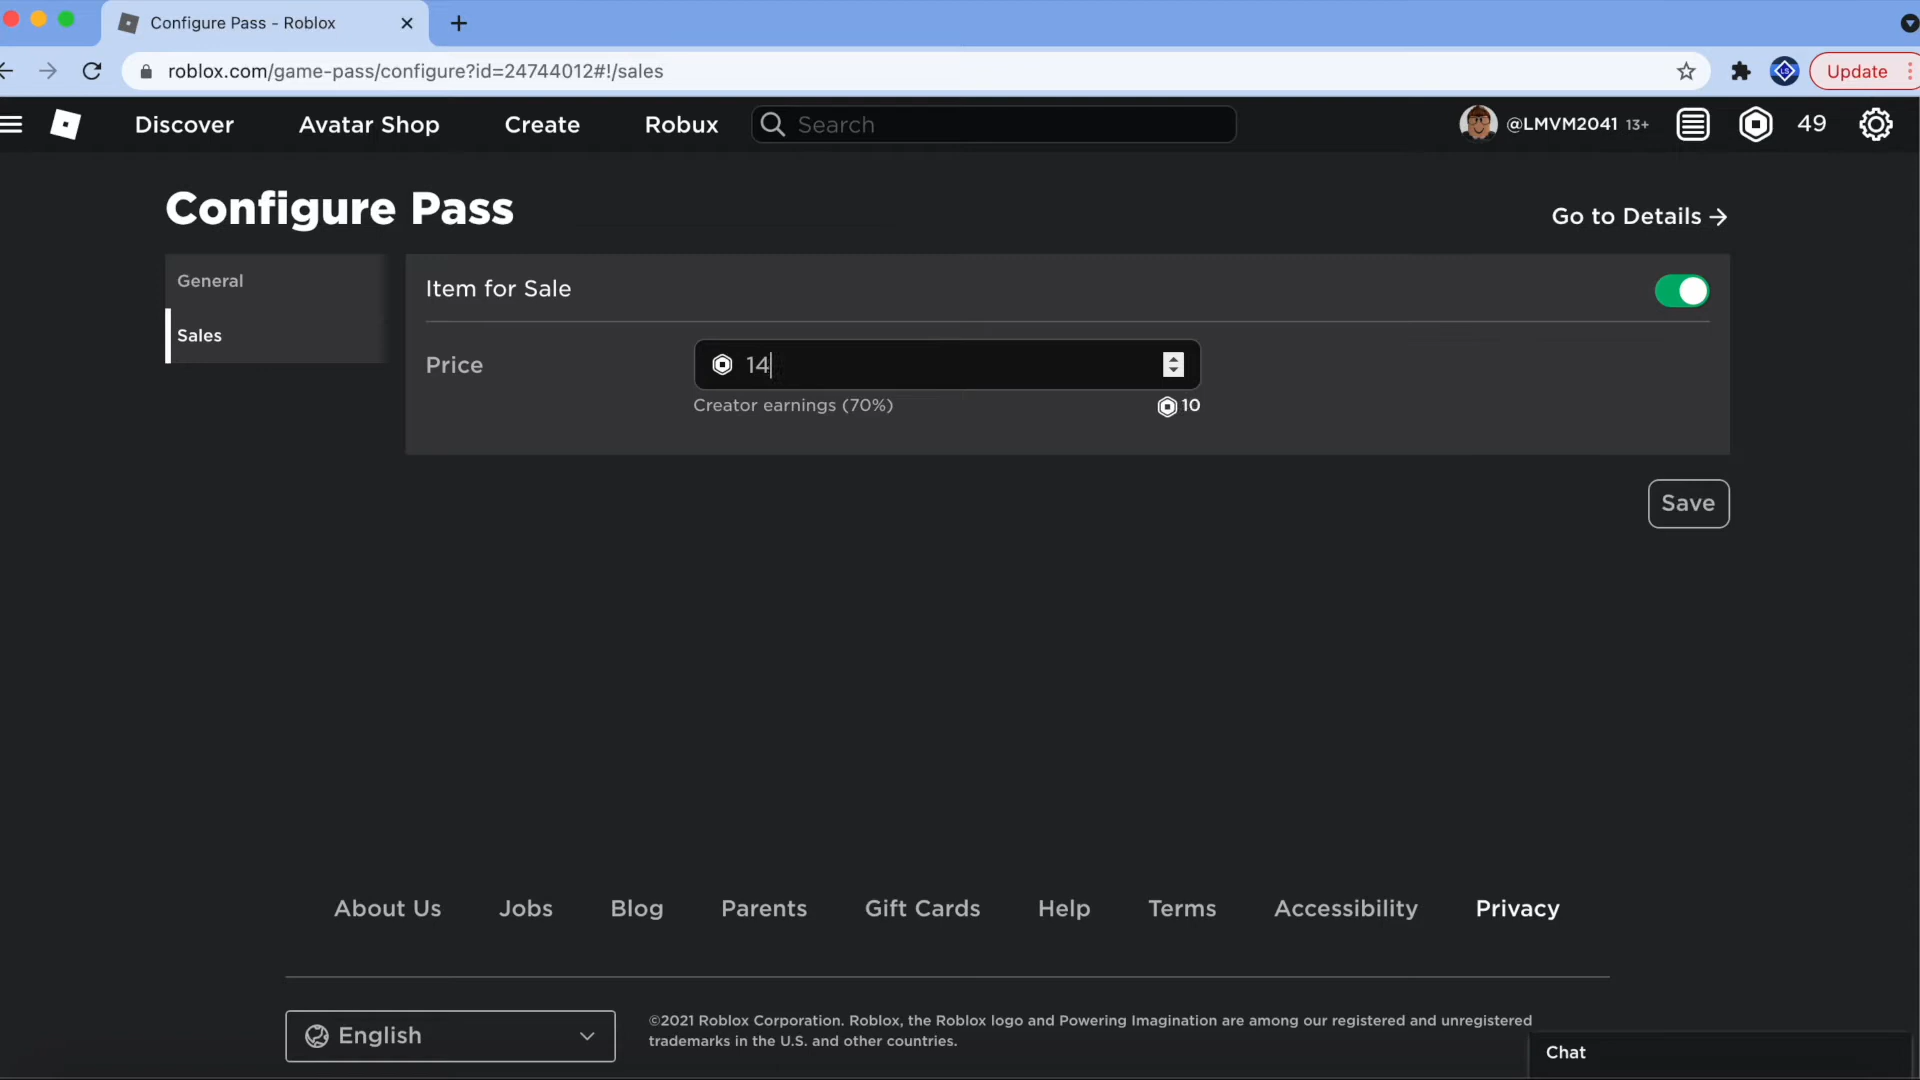 Configure Pass - Roblox
roblox.com/game-pass/configure?id=24744012#!/sales
Update
Discover
Avatar Shop
Create
Robux
Search
@LMVM2041 13+
49
Configure Pass
Go to Details
General
Sales
Item for Sale
Price
14
Creator earnings (70%)
10
Save
About Us
Jobs
Blog
Parents
Gift Cards
Help
Terms
Accessibility
Privacy
English
©2021 Roblox Corporation. Roblox, the Roblox logo and Powering Imagination are among our registered and unregistered
trademarks in the U.S. and other countries.
Chat